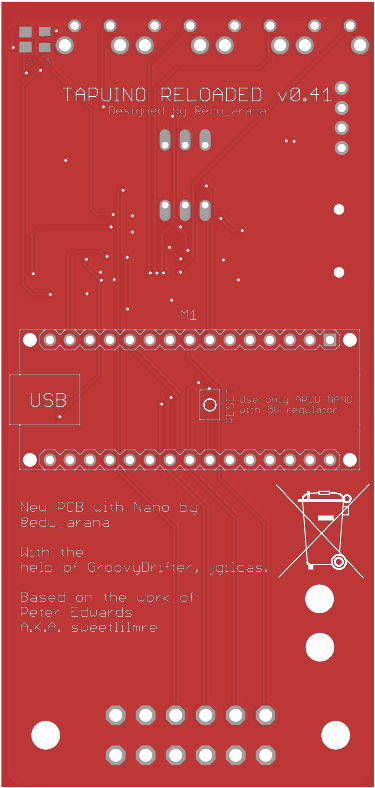 TAPUINO RELOADED v0.41
Designed by @edu_arana
M1
USB
RESET
Use only ARDU-NANO
with 5V regulator
New PCB with Nano by
@edu_arana
With the
help of GroovyDrifter, jgilcas.
Based on the work of
Peter Edwards
A.K.A. sweetlilmre